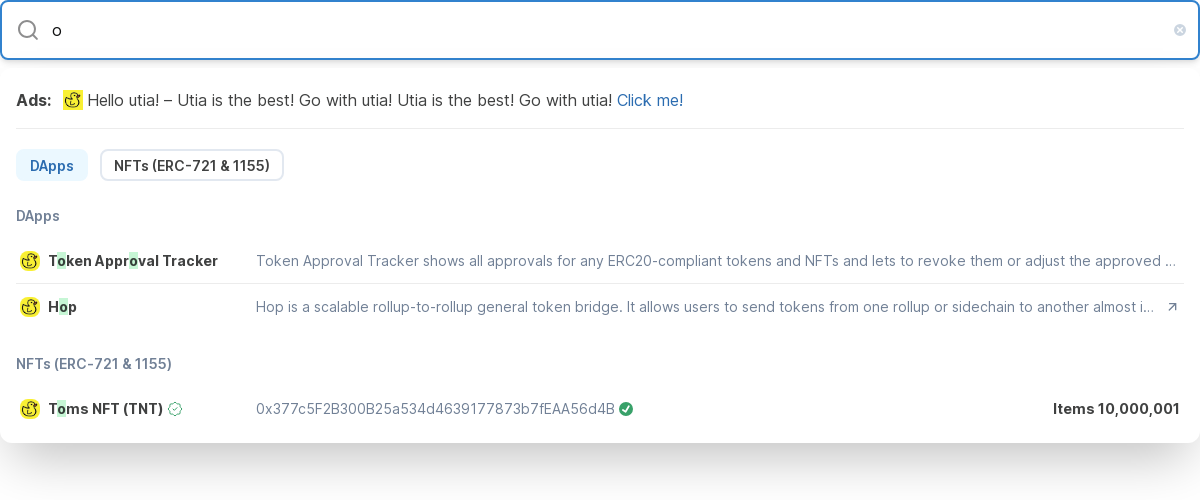 o
Ads: Hello utia! – Utia is the best! Go with utia! Utia is the best! Go with utia! Click me!
DApps NFTs (ERC-721 & 1155)
DApps
Token Approval Tracker Token Approval Tracker shows all approvals for any ERC20-compliant tokens and NFTs and lets to revoke them or adjust the approved ...
Hop Hop is a scalable rollup-to-rollup general token bridge. It allows users to send tokens from one rollup or sidechain to another almost i...
NFTs (ERC-721 & 1155)
Toms NFT (TNT) 0x377c5F2B300B25a534d4639177873b7fEAA56d4B Items 10,000,001